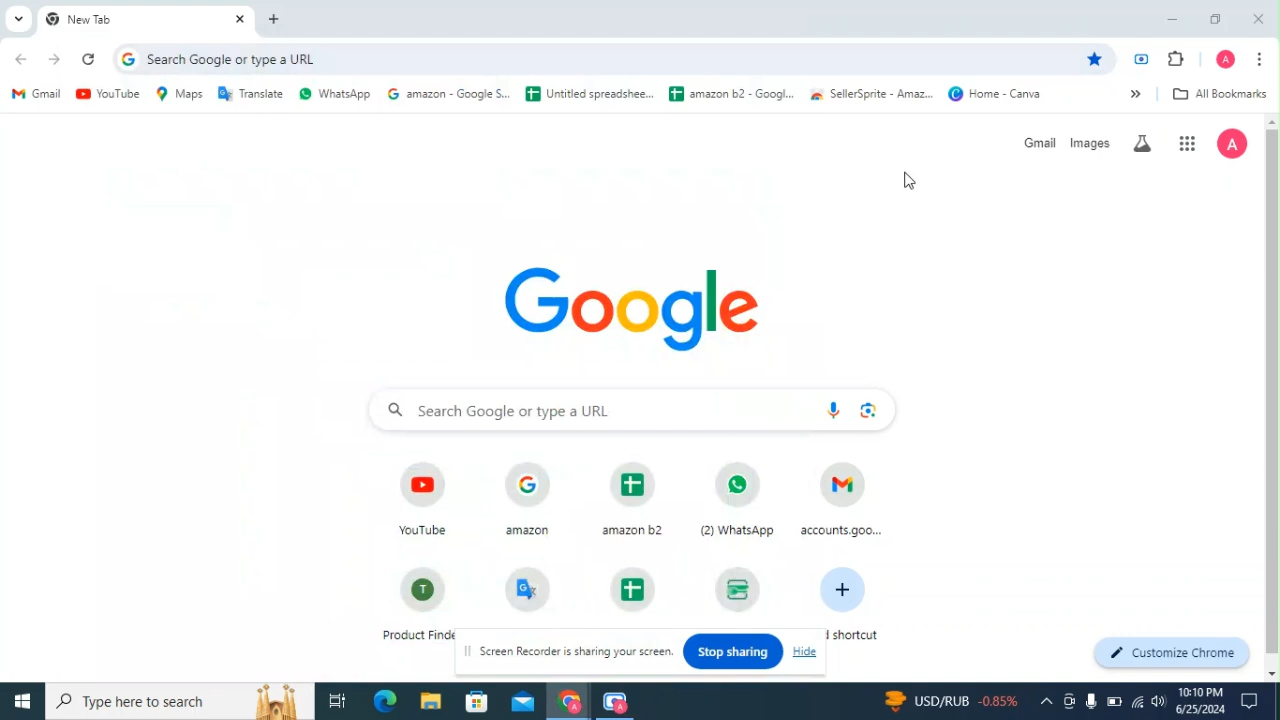 New Tab
Search Google or type a URL
A
Gmail
YouTube
Maps
Translate
WhatsApp
amazon - Google S...
Untitled spreadshee...
amazon b2 - Googl...
SellerSprite - Amaz...
Home - Canva
All Bookmarks
Gmail Images
A
Google
Search Google or type a URL
YouTube
amazon
amazon b2
(2) WhatsApp
accounts.goo...
T
Product Finde
d shortcut
Screen Recorder is sharing your screen.
Stop sharing
Hide
Customize Chrome
Type here to search
USD/RUB -0.85%
10:10 PM
6/25/2024